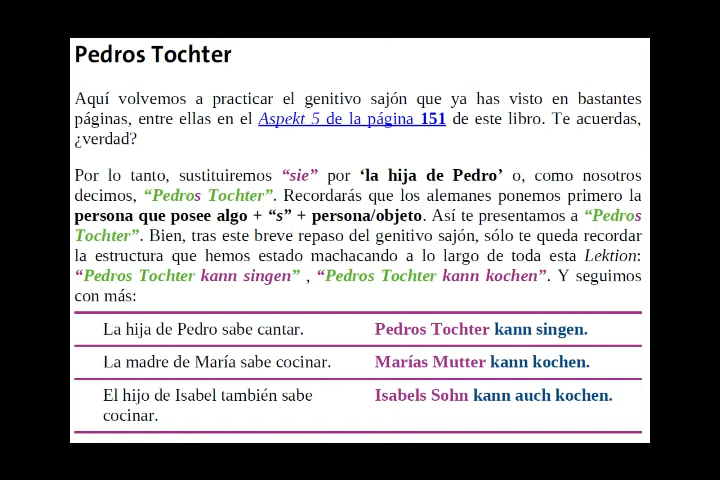 Pedros Tochter
Aquí volvemos a practicar el genitivo sajón que ya has visto en bastantes
páginas, entre ellas en el Aspekt 5 de la página 151 de este libro. Te acuerdas,
¿verdad?
Por lo tanto, sustituiremos “sie” por ‘la hija de Pedro’ o, como nosotros
decimos, “Pedros Tochter”. Recordarás que los alemanes ponemos primero la
persona que posee algo + “s” + persona/objeto. Así te presentamos a “Pedros
Tochter”. Bien, tras este breve repaso del genitivo sajón, sólo te queda recordar
la estructura que hemos estado machacando a lo largo de toda esta Lektion:
“Pedros Tochter kann singen” , “Pedros Tochter kann kochen”. Y seguimos
con más:
La hija de Pedro sabe cantar. Pedros Tochter kann singen.
La madre de María sabe cocinar. Marías Mutter kann kochen.
El hijo de Isabel también sabe Isabels Sohn kann auch kochen.
cocinar.